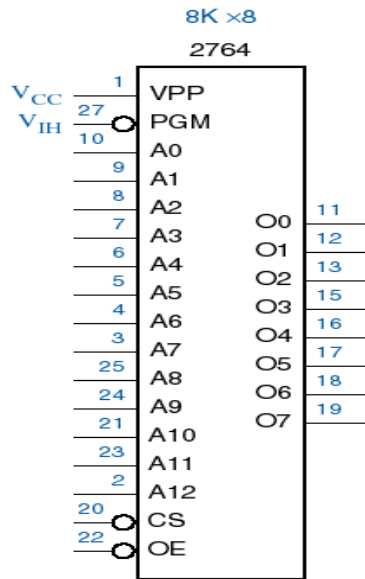 8K ×8
2764
V_CC 1 VPP
V_IH 27 PGM
10 A0
9 A1
8 A2
7 A3 O0 11
6 A4 O1 12
5 A5 O2 13
4 A6 O3 15
3 A7 O4 16
25 A8 O5 17
24 A9 O6 18
21 A10 O7 19
23 A11
2 A12
20 CS
22 OE